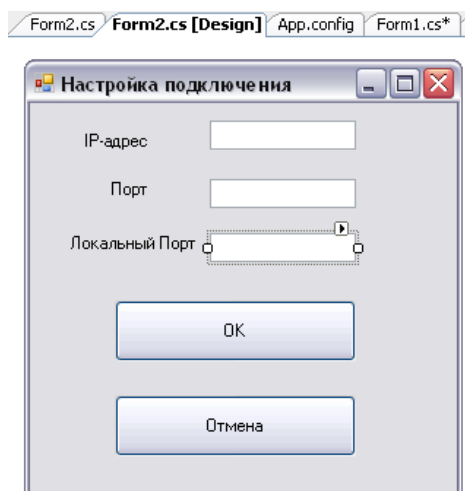 Form2.cs Form2.cs [Design] App.config Form1.cs*
Настройка подключения
IP-адрес
Порт
Локальный Порт
OK
Отмена